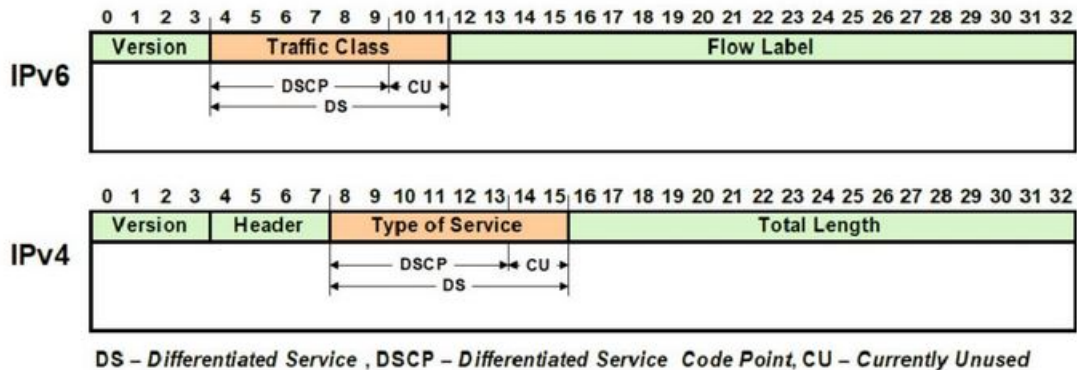 0 1 2 3 4 5 6 7 8 9 10 11 12 13 14 15 16 17 18 19 20 21 22 23 24 25 26 27 28 29 30 31 32
Version Traffic Class Flow Label
IPv6
DSCP CU
DS
0 1 2 3 4 5 6 7 8 9 10 11 12 13 14 15 16 17 18 19 20 21 22 23 24 25 26 27 28 29 30 31 32
Version Header Type of Service Total Length
IPv4
DSCP CU
DS
DS – Differentiated Service , DSCP – Differentiated Service Code Point, CU – Currently Unused